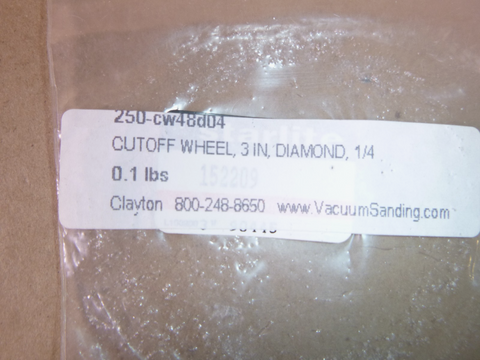 250-cw48d04
CUTOFF WHEEL, 3 IN, DIAMOND, 1/4
0.1 lbs 152209
Clayton 800-248-8650 www.VacuumSanding.com